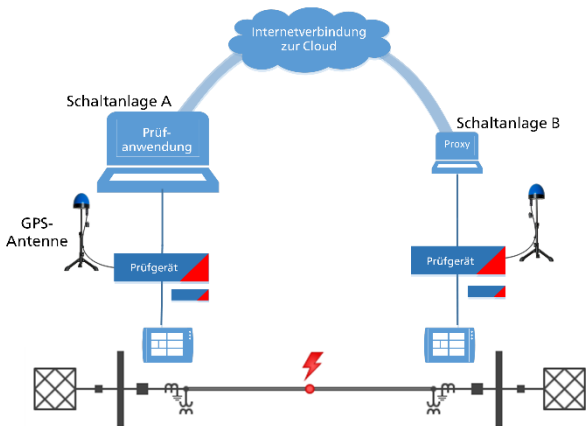 Internetverbindung
zur Cloud
Schaltanlage A
Schaltanlage B
Prüf-
anwendung
Proxy
GPS-
Antenne
Prüfgerät
Prüfgerät